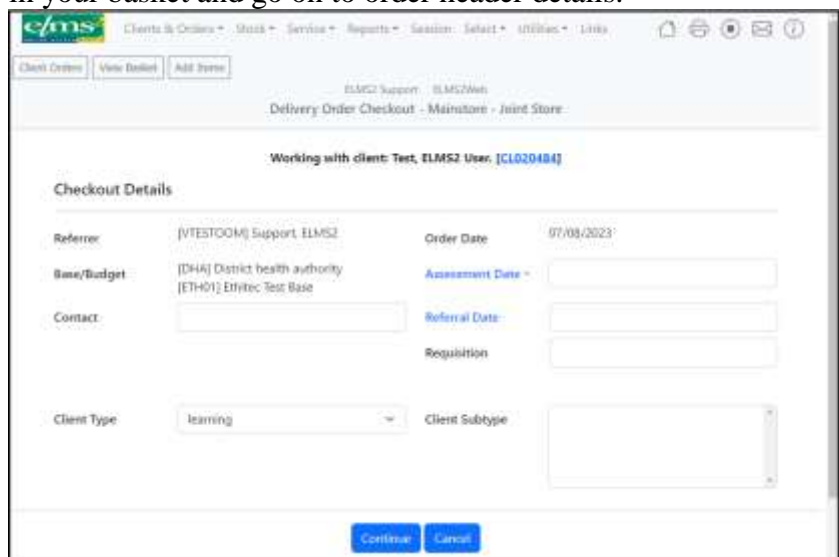 in your basket and go on to order header details.
elms2
Clients & Orders Stock Service Reports Session Select Utilities Links
Client Orders View Basket Add Items
ELMS2 Support ELMS2Web
Delivery Order Checkout - Mainstore - Joint Store
Working with client: Test, ELMS2 User. [CL020484]
Checkout Details
Referrer [VTESTOOM] Support, ELMS2 Order Date 07/08/2023
Base/Budget [DHA] District health authority Assessment Date *
[ETH01] Ethitec Test Base
Contact Referral Date
Requisition
Client Type learning Client Subtype
Continue Cancel